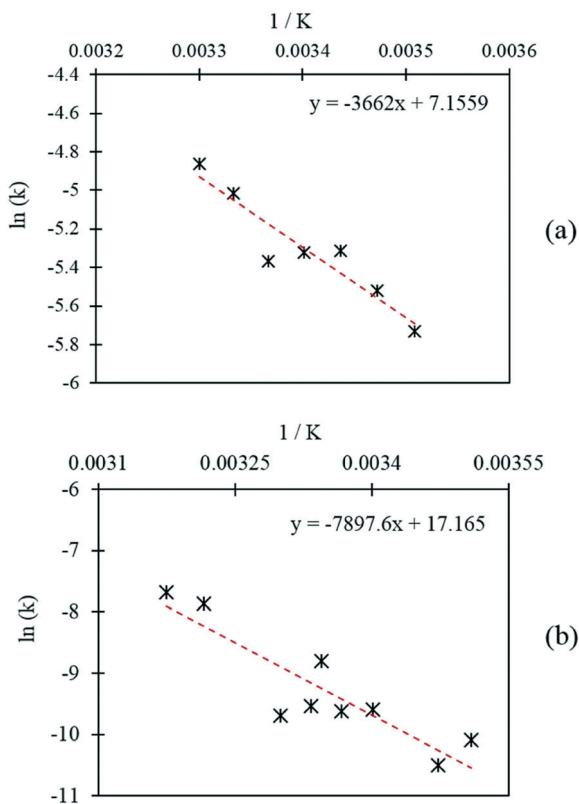 1 / K
0.0032 0.0033 0.0034 0.0035 0.0036
-4.4
y = -3662x + 7.1559
-4.6
-4.8
-5
ln (k)
-5.2
(a)
-5.4
-5.6
-5.8
-6
1 / K
0.0031 0.00325 0.0034 0.00355
-6
y = -7897.6x + 17.165
-7
-8
ln (k)
(b)
-9
-10
-11